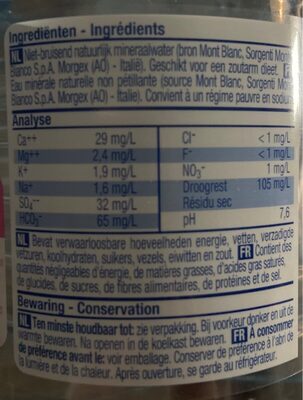 Ingrediënten - Ingrédients
NL Niet-bruisend natuurlijk mineraalwater (bron Mont Blanc, Sorgenti Mon
Blanco S.p.A. Morgex (AO) - Italië). Geschikt voor een zoutarm dieet. F
Eau minerale naturelle non pétillante (source Mont Blanc, Sorgenti Mon
Blanco S.p.A. Morgex (AO) - Italie). Convient à un régime pauvre en sodium
Analyse
Ca++ 29 mg/L Cl- <1 mg/L
Mg++ 2,4 mg/L F- <1 mg/L
K+ 1,9 mg/L NO3- 1 mg/L
Na+ 1,6 mg/L Droogrest 105 mg/L
SO4-- 32 mg/L Résidu sec
HCO3- 65 mg/L pH 7,6
NL Bevat verwaarloosbare hoeveelheden energie, vetten, verzadigde
vetzuren, koolhydraten, suikers, vezels, eiwitten en zout. FR Contient des
quantités négligeables d'énergie, de matières grasses, d'acides gras saturés,
de glucides, de sucres, de fibres alimentaires, de protéines et de sel.
Bewaring - Conservation
NL Ten minste houdbaar tot: zie verpakking. Bij voorkeur donker en uit de
warmte bewaren. Na openen in de koelkast bewaren. FR À consommer
de préférence avant le: voir emballage. Conserver de préférence à l'abri de
la lumière et de la chaleur. Après ouverture, se garde au réfrigérateur.